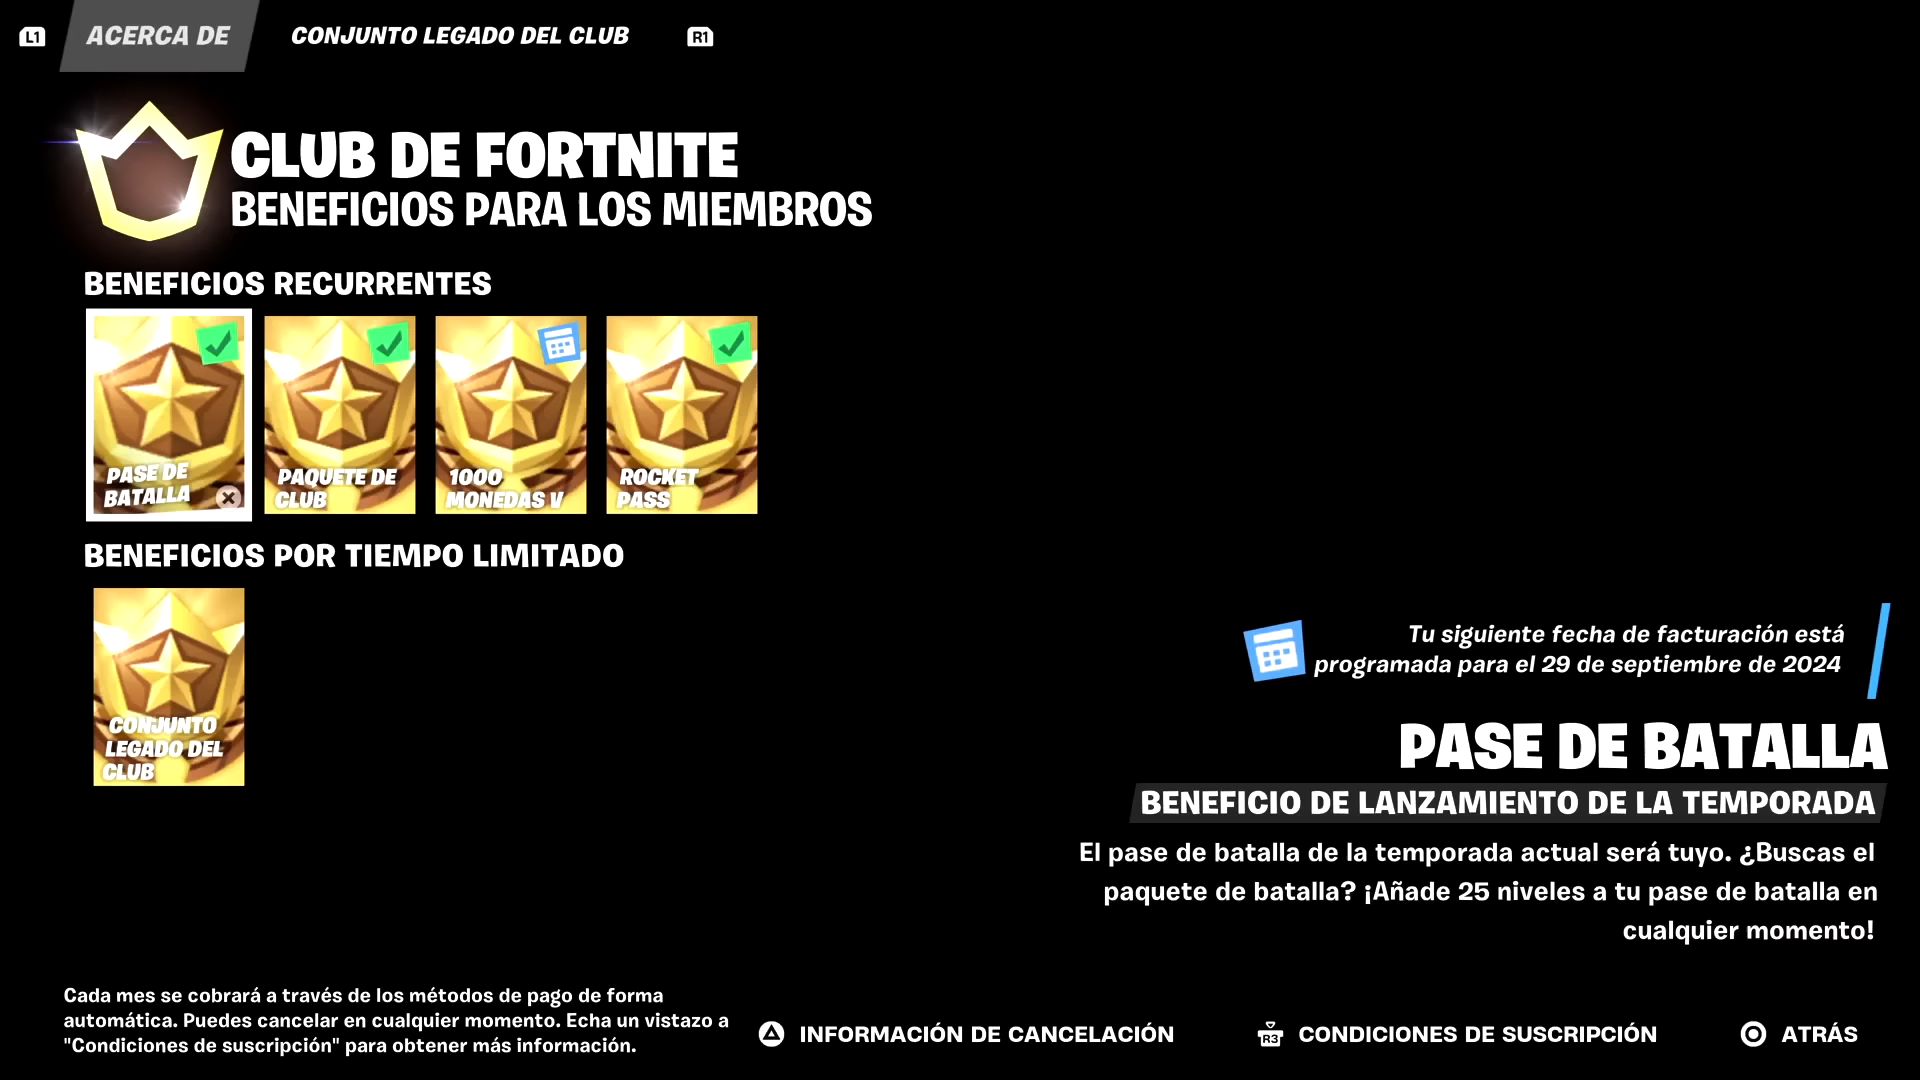 L1
ACERCA DE
CONJUNTO LEGADO DEL CLUB
R1
CLUB DE FORTNITE
BENEFICIOS PARA LOS MIEMBROS
BENEFICIOS RECURRENTES
PASE DE
BATALLA
PAQUETE DE
CLUB
1000
MONEDAS V
ROCKET
PASS
BENEFICIOS POR TIEMPO LIMITADO
CONJUNTO
LEGADO DEL
CLUB
Tu siguiente fecha de facturación está
programada para el 29 de septiembre de 2024
PASE DE BATALLA
BENEFICIO DE LANZAMIENTO DE LA TEMPORADA
El pase de batalla de la temporada actual será tuyo. ¿Buscas el
paquete de batalla? ¡Añade 25 niveles a tu pase de batalla en
cualquier momento!
Cada mes se cobrará a través de los métodos de pago de forma
automática. Puedes cancelar en cualquier momento. Echa un vistazo a
"Condiciones de suscripción" para obtener más información.
INFORMACIÓN DE CANCELACIÓN
R3
CONDICIONES DE SUSCRIPCIÓN
ATRÁS